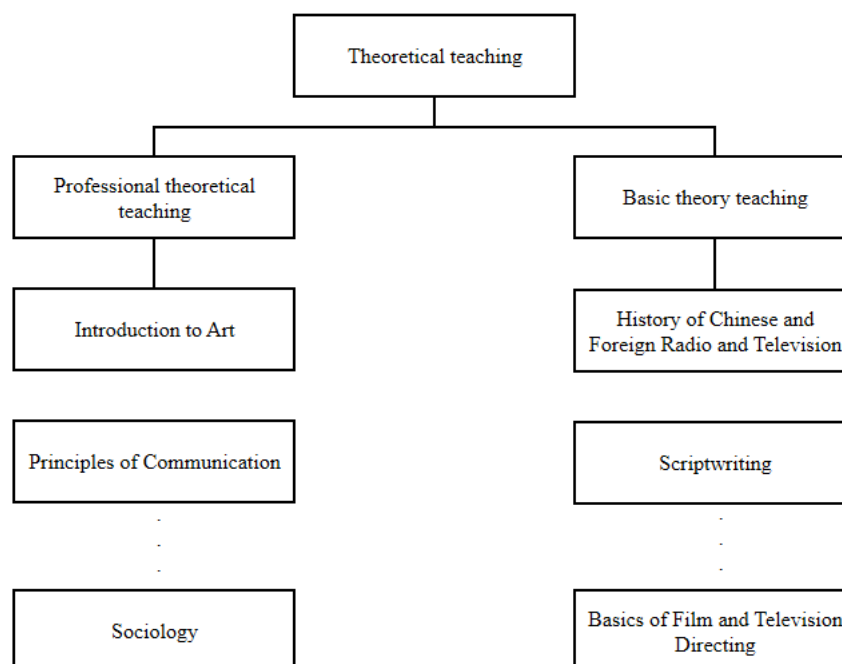 Theoretical teaching
Professional theoretical
teaching
Basic theory teaching
Introduction to Art
History of Chinese and
Foreign Radio and Television
Principles of Communication
Scriptwriting
Sociology
Basics of Film and Television
Directing